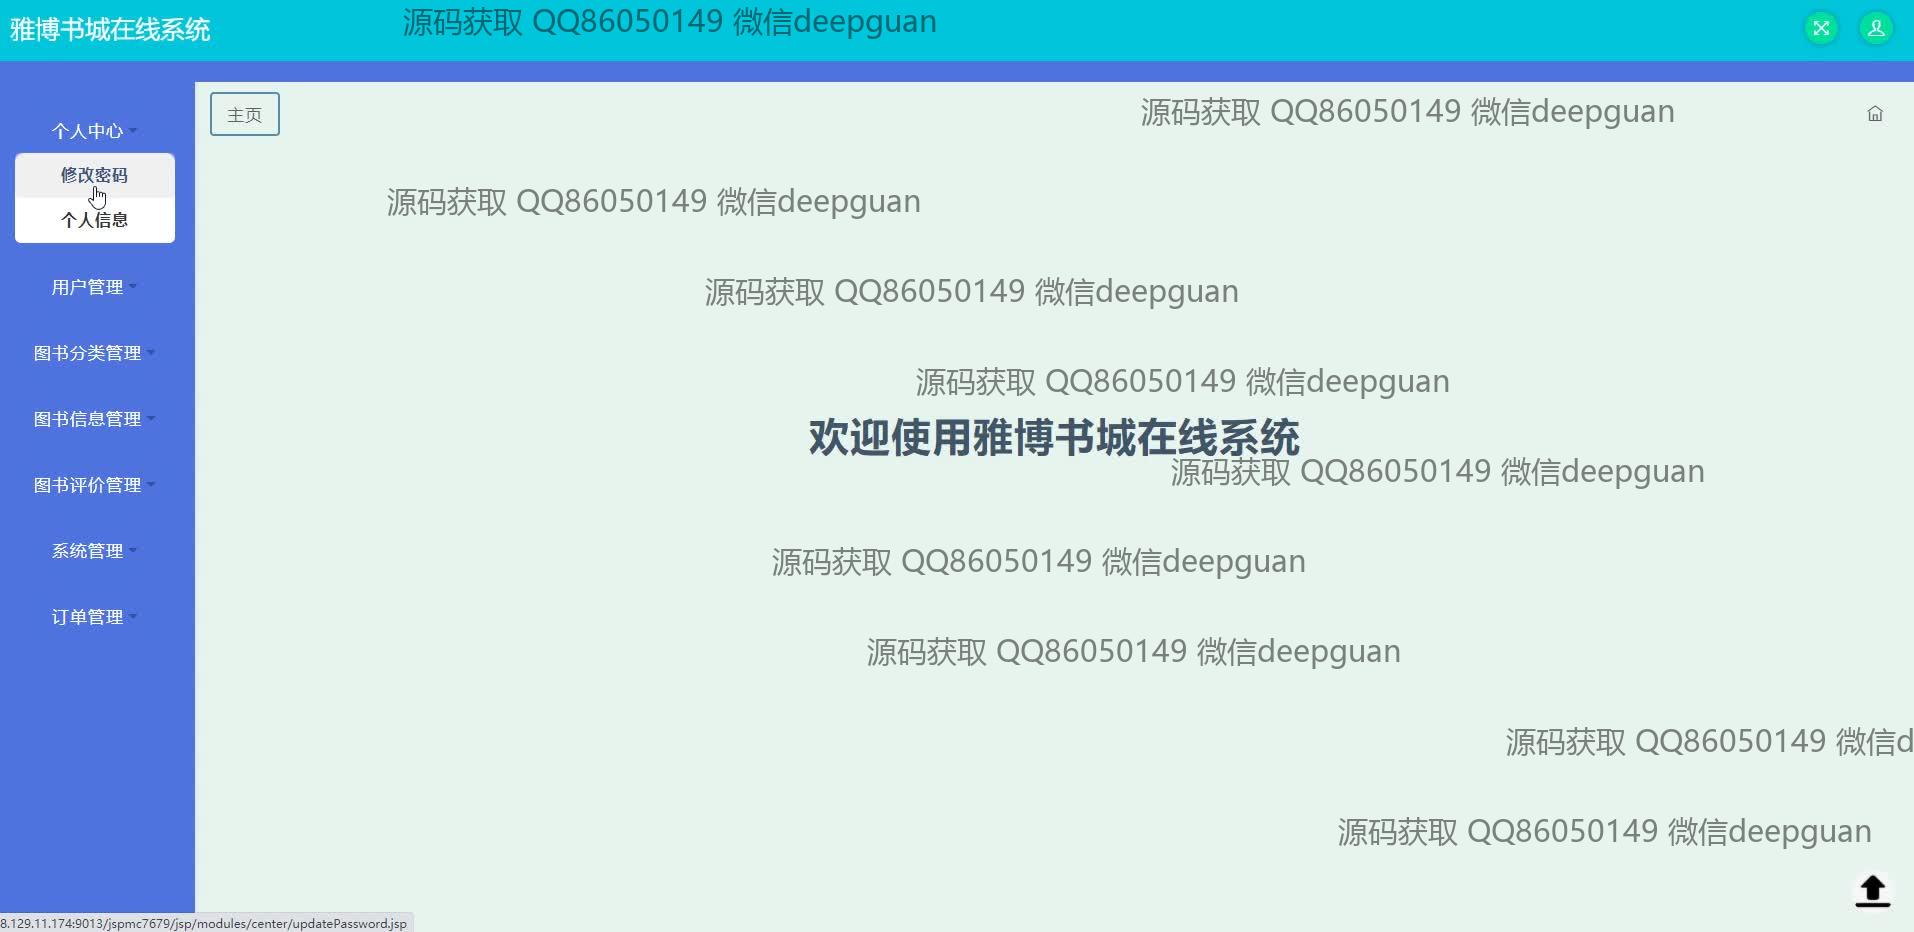 雅博书城在线系统
源码获取 QQ86050149 微信deepguan
个人中心
修改密码
个人信息
用户管理
图书分类管理
图书信息管理
图书评价管理
系统管理
订单管理
主页
源码获取 QQ86050149 微信deepguan
源码获取 QQ86050149 微信deepguan
源码获取 QQ86050149 微信deepguan
源码获取 QQ86050149 微信deepguan
欢迎使用雅博书城在线系统
源码获取 QQ86050149 微信deepguan
源码获取 QQ86050149 微信deepguan
源码获取 QQ86050149 微信deepguan
源码获取 QQ86050149 微信d
源码获取 QQ86050149 微信deepguan
8.129.11.174:9013/jspmc7679/jsp/modules/center/updatePassword.jsp